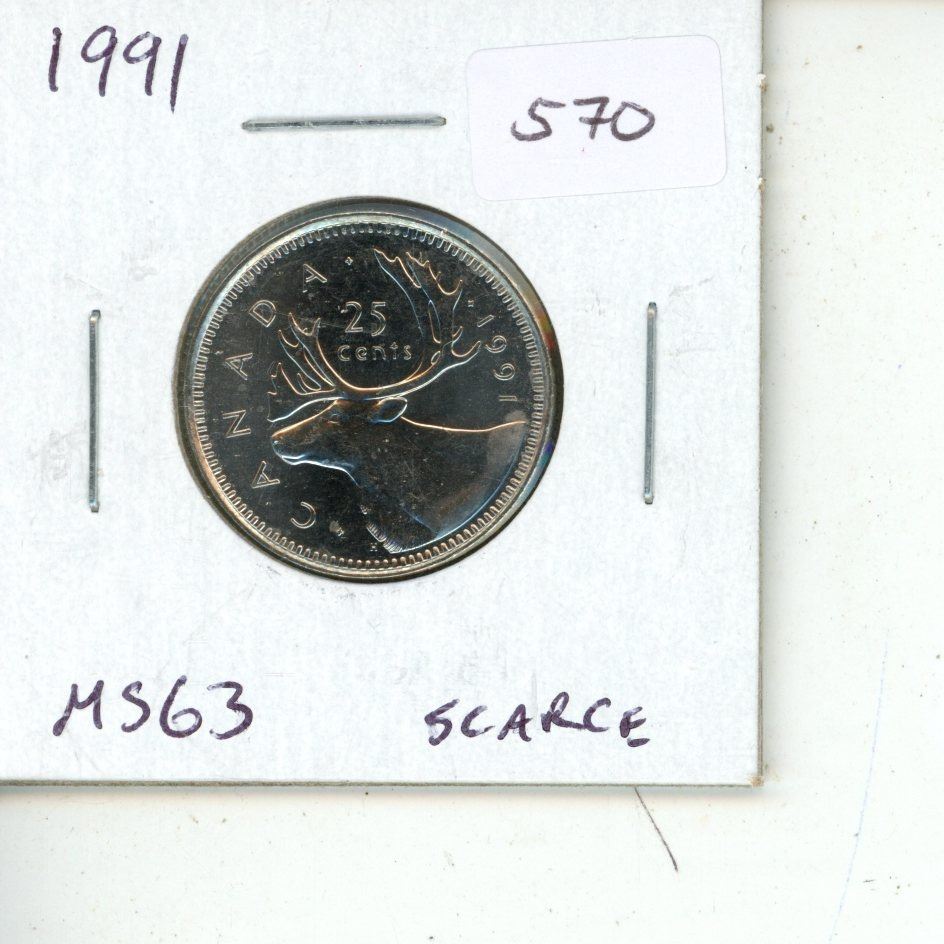 1991
570
CANADA
25
cents
1991
H
MS63 SCARCE